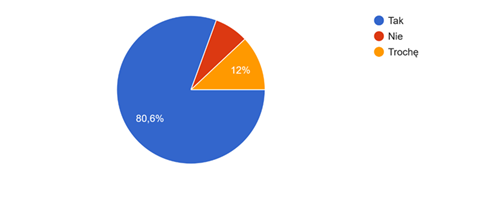 Tak
Nie
Trochę
12%
80,6%